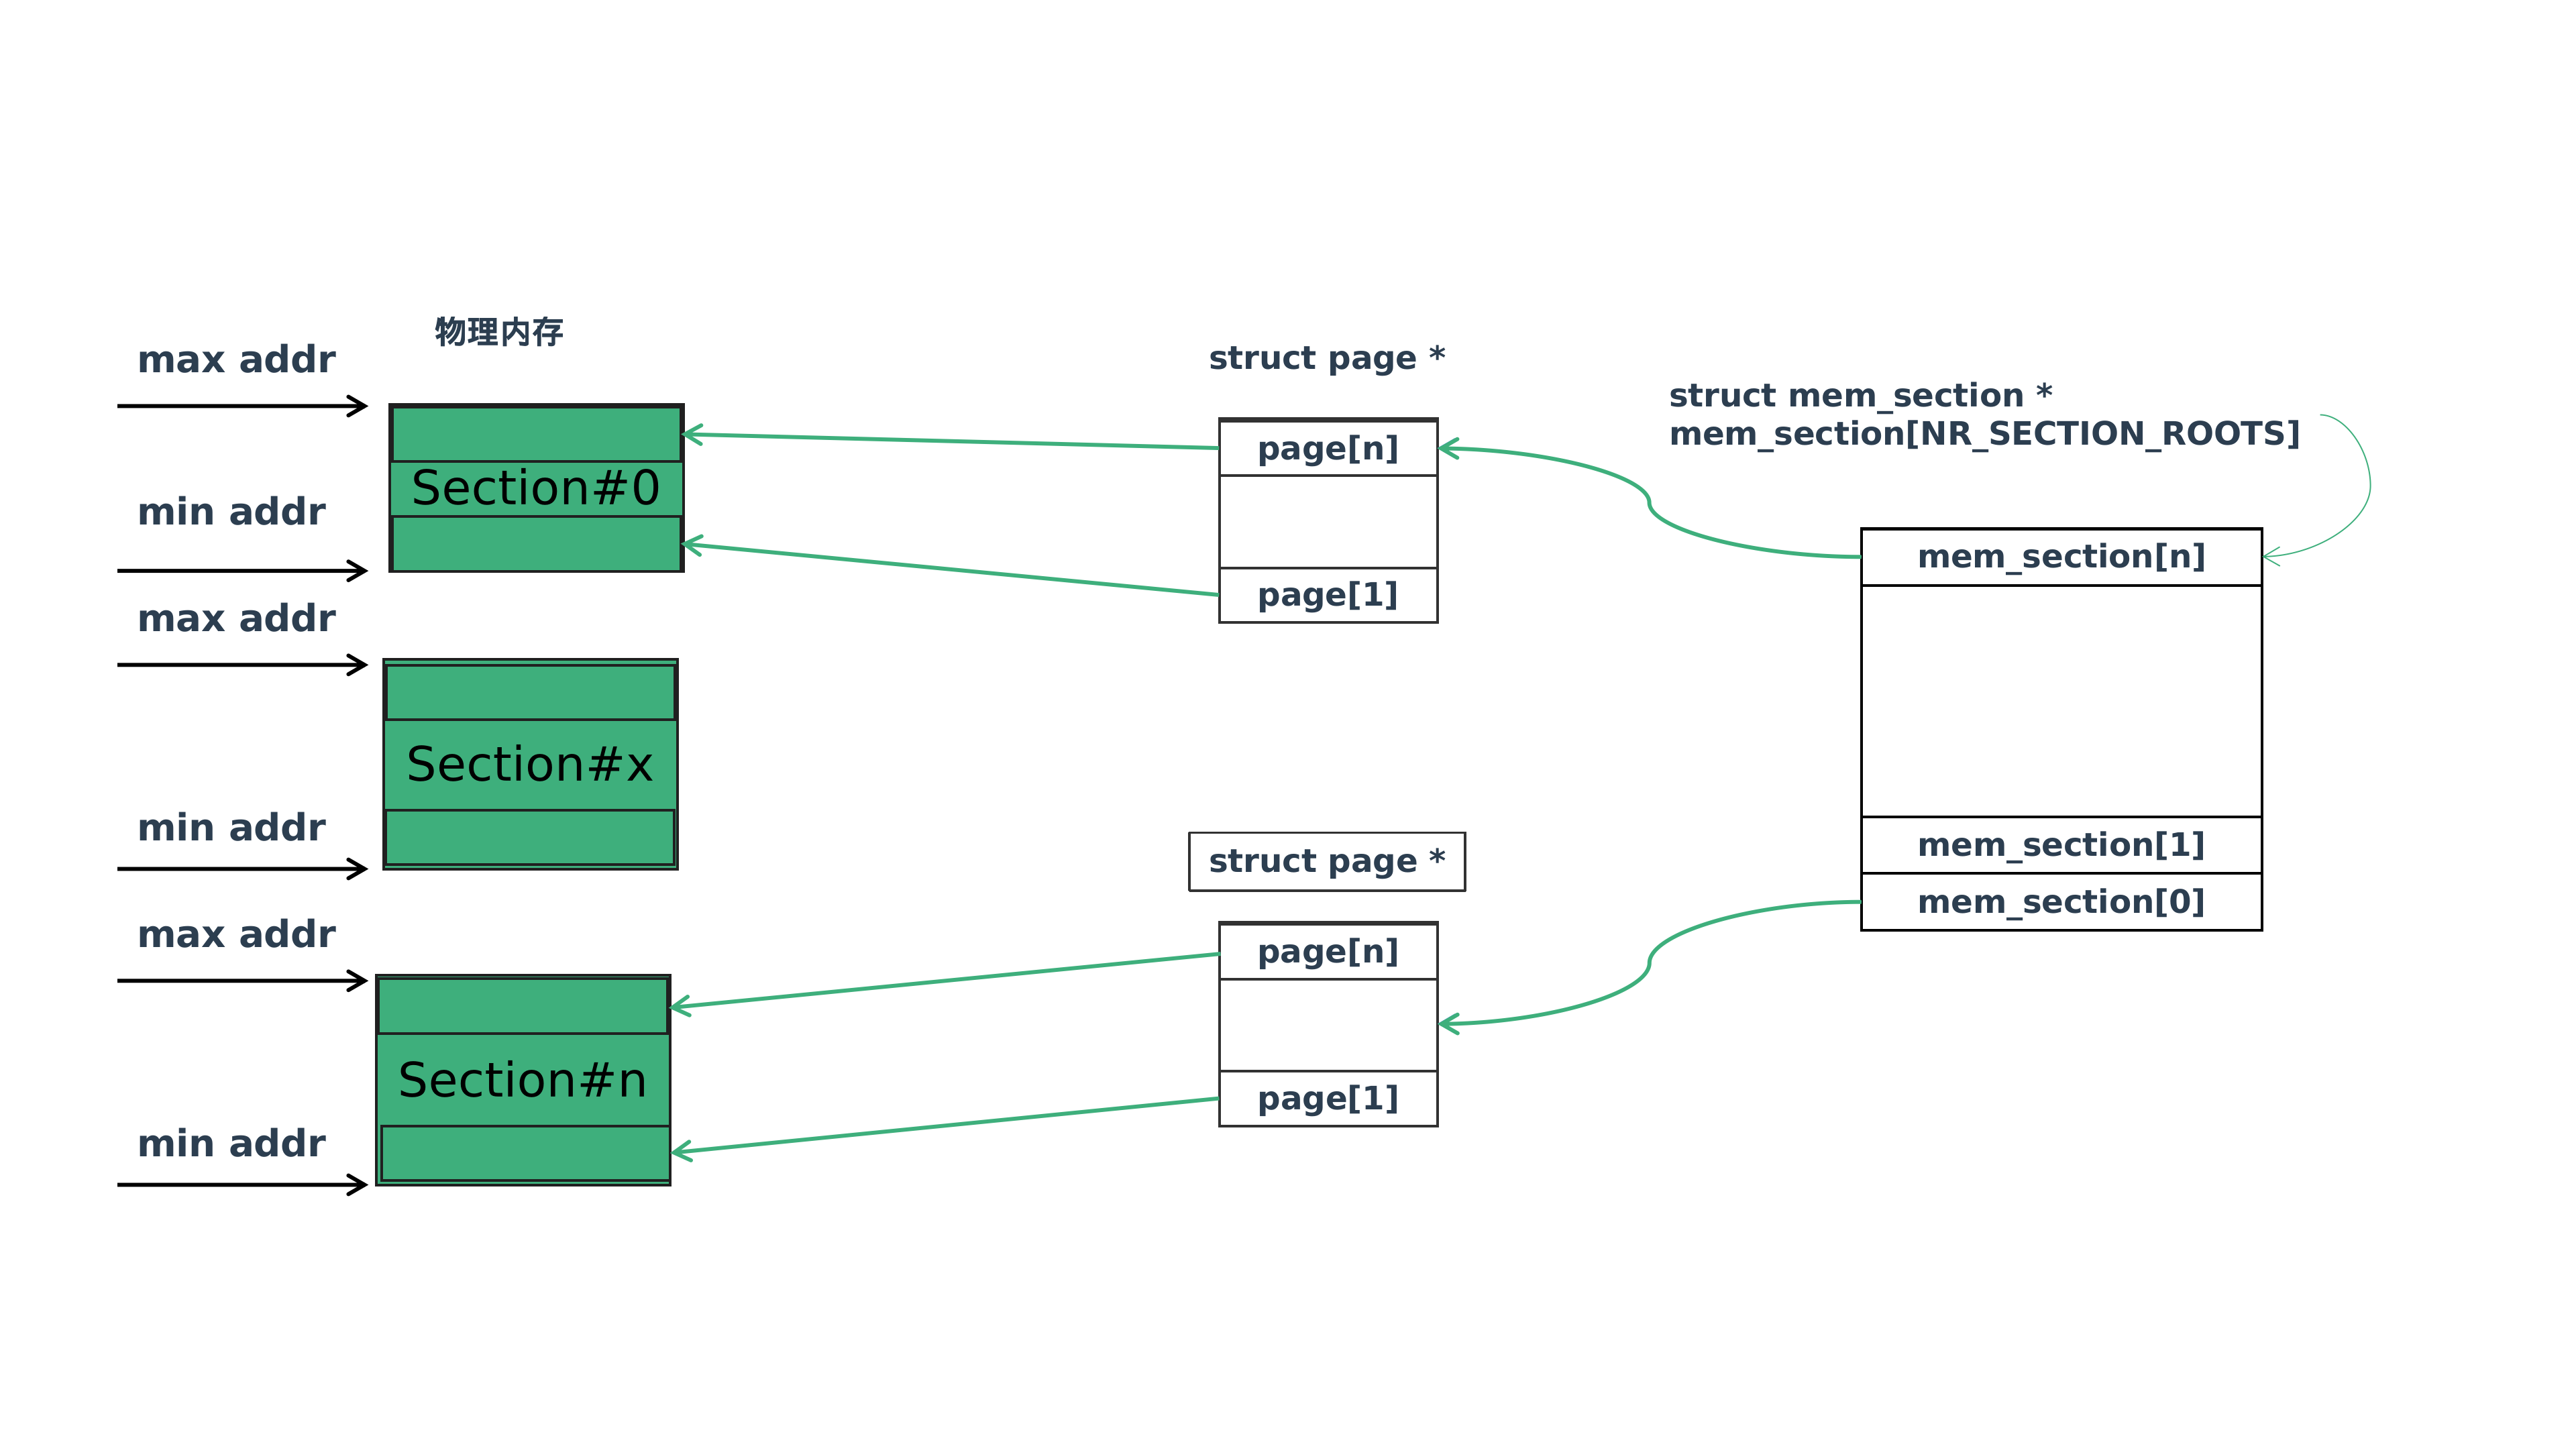 物理内存
max addr
Section#0
min addr
max addr
Section#x
min addr
max addr
Section#n
min addr
struct page *
page[n]
page[1]
struct page *
page[n]
page[1]
struct mem_section *
mem_section[NR_SECTION_ROOTS]
mem_section[n]
mem_section[1]
mem_section[0]